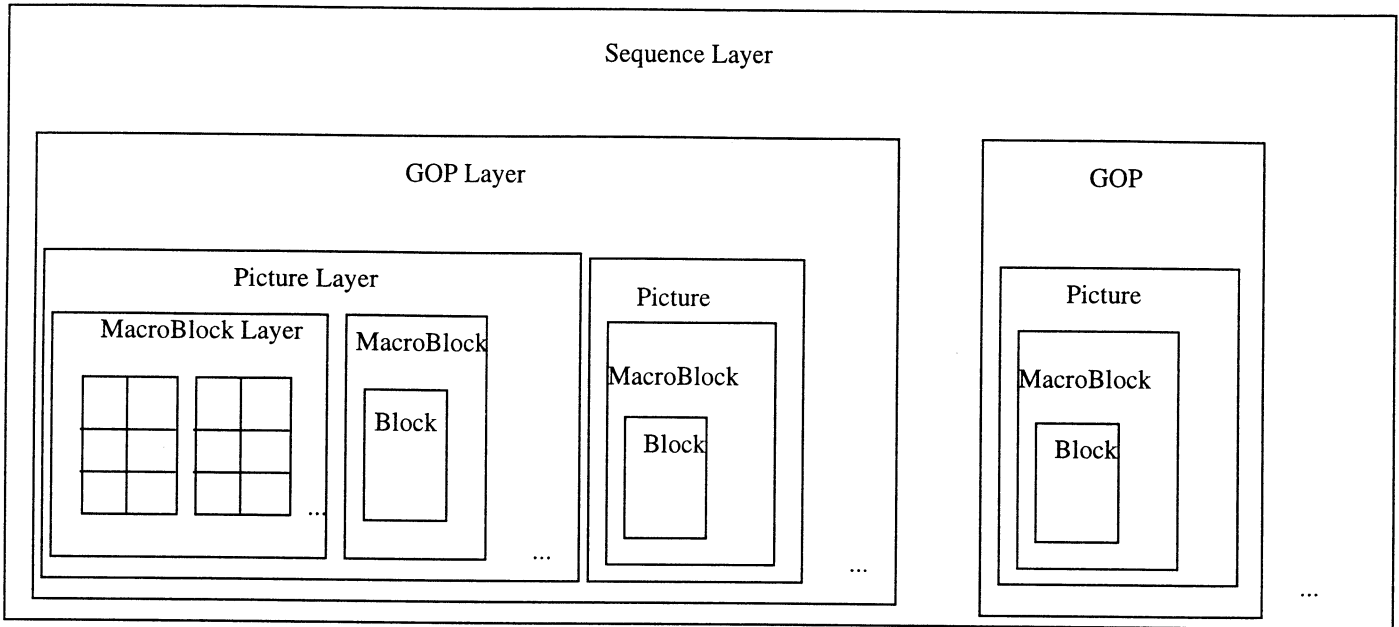 Sequence Layer
GOP Layer
GOP
Picture Layer
Picture
Picture
MacroBlock Layer
MacroBlock
MacroBlock
MacroBlock
Block
Block
Block
...
...
...
...